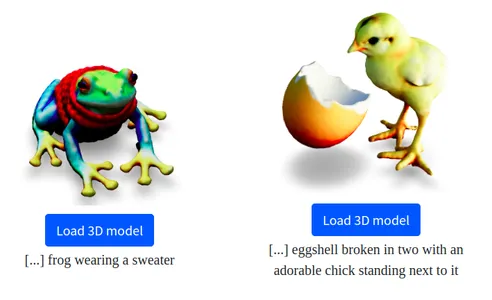 Load 3D model
[...] frog wearing a sweater
Load 3D model
[...] eggshell broken in two with an
adorable chick standing next to it